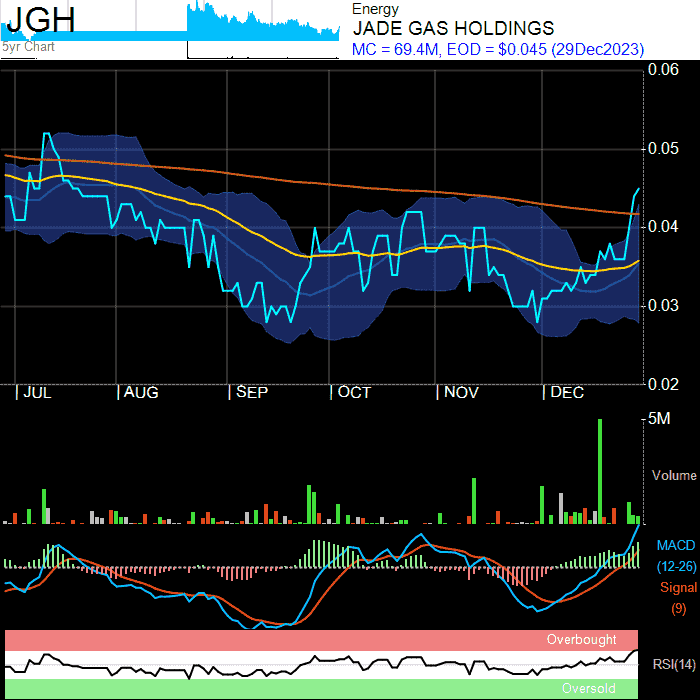 JGH
5yr Chart
Energy
JADE GAS HOLDINGS
MC = 69.4M, EOD = $0.045 (29Dec2023)
0.06
0.05
0.04
0.03
0.02
JUL AUG SEP OCT NOV DEC
5M
Volume
MACD
(12-26)
Signal
(9)
Overbought
RSI(14)
Oversold